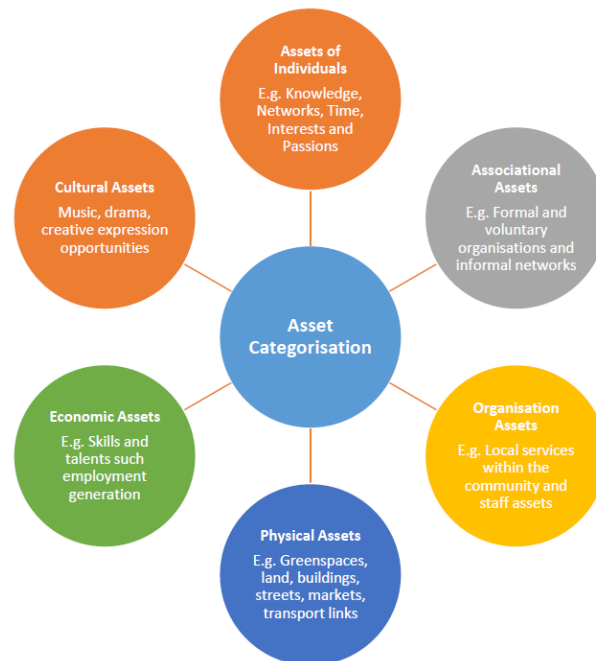 Assets of
Individuals
E.g. Knowledge,
Networks, Time,
Interests and
Passions
Associational
Assets
E.g. Formal and
voluntary
organisations and
informal networks
Organisation
Assets
E.g. Local services
within the
community and
staff assets
Physical Assets
E.g. Greenspaces,
land, buildings,
streets, markets,
transport links
Economic Assets
E.g. Skills and
talents such
employment
generation
Cultural Assets
Music, drama,
creative expression
opportunities
Asset
Categorisation